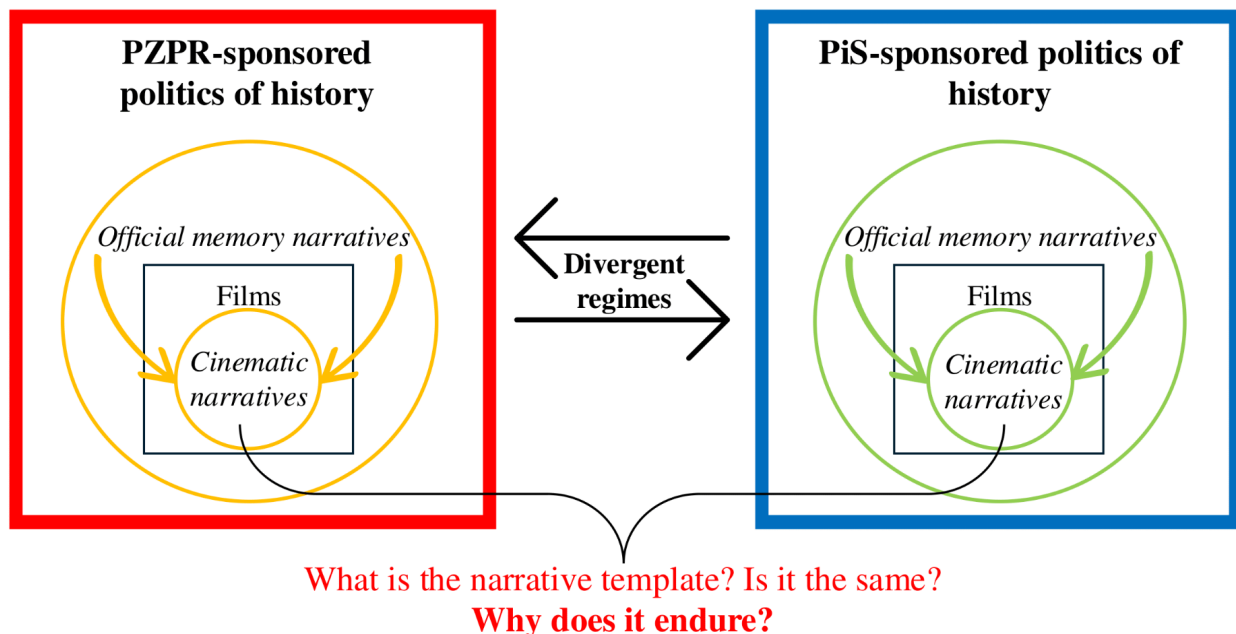 PZPR-sponsored
politics of history
Official memory narratives
Films
Cinematic
narratives
Divergent
regimes
PiS-sponsored politics of
history
Official memory narratives
Films
Cinematic
narratives
What is the narrative template? Is it the same?
Why does it endure?